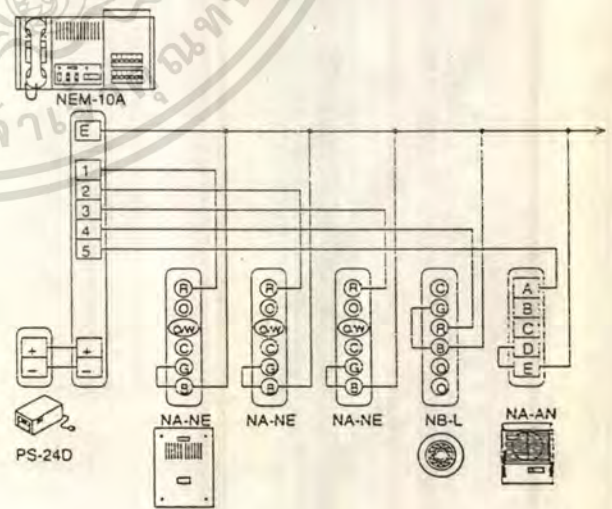 NEM-10A
E
1
2
3
4
5
+
−
+
−
R
O
O/W
C
G
B
R
O
O/W
C
G
B
R
O
O/W
C
G
B
C
G
R
B
O
O
A
B
C
D
E
PS-24D
NA-NE
NA-NE
NA-NE
NB-L
NA-AN